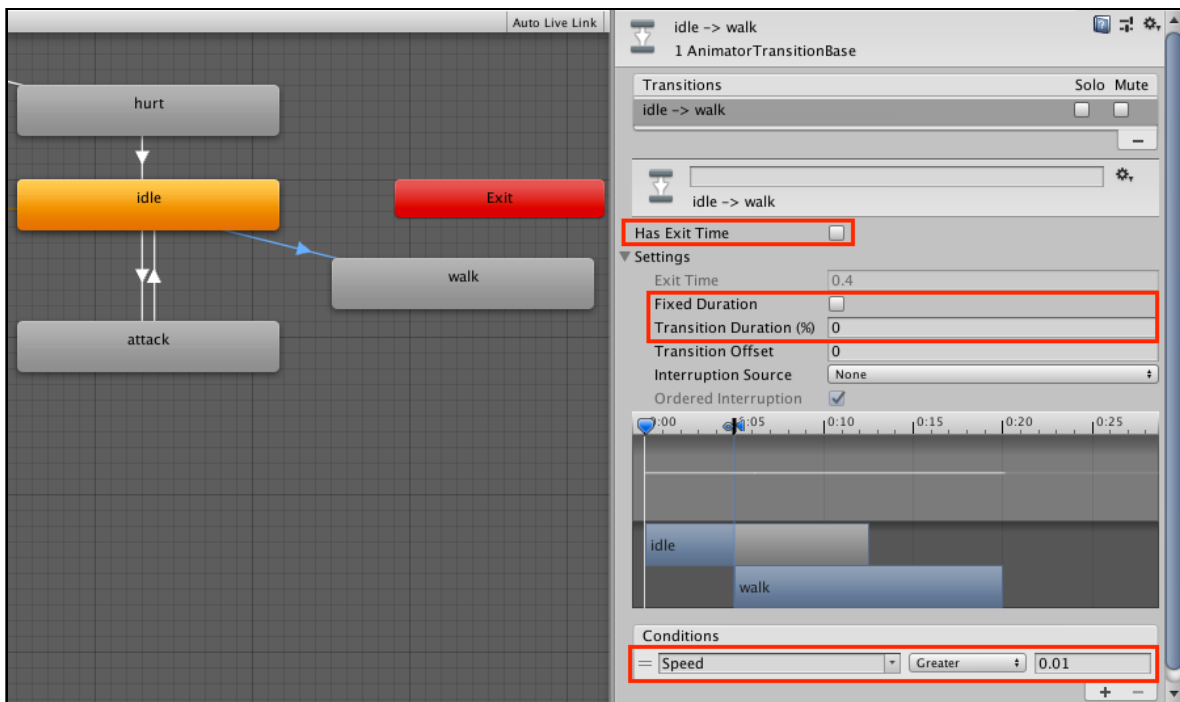 Auto Live Link
hurt
idle
Exit
walk
attack
idle -> walk
1 AnimatorTransitionBase
Transitions Solo Mute
idle -> walk
idle -> walk
Has Exit Time
Settings
Exit Time 0.4
Fixed Duration
Transition Duration (%) 0
Transition Offset 0
Interruption Source None
Ordered Interruption
0:00 0:05 0:10 0:15 0:20 0:25
idle
walk
Conditions
Speed Greater 0.01